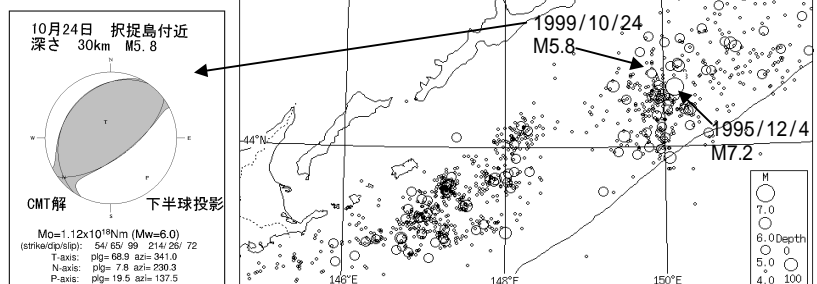 10月24日　択捉島付近
深さ　30km　M5.8
N
T
W
E
P
S
CMT解
下半球投影
Mo=1.12x10¹⁸Nm (Mw=6.0)
(strike/dip/slip): 54/ 65/ 99 214/ 26/ 72
T-axis: plg= 68.9 azi= 341.0
N-axis: plg= 7.8 azi= 230.3
P-axis: plg= 19.5 azi= 137.5
1999/10/24
M5.8
1995/12/4
M7.2
44°N
146°E
148°E
150°E
M
7.0
6.0
5.0
4.0
Depth
0
100